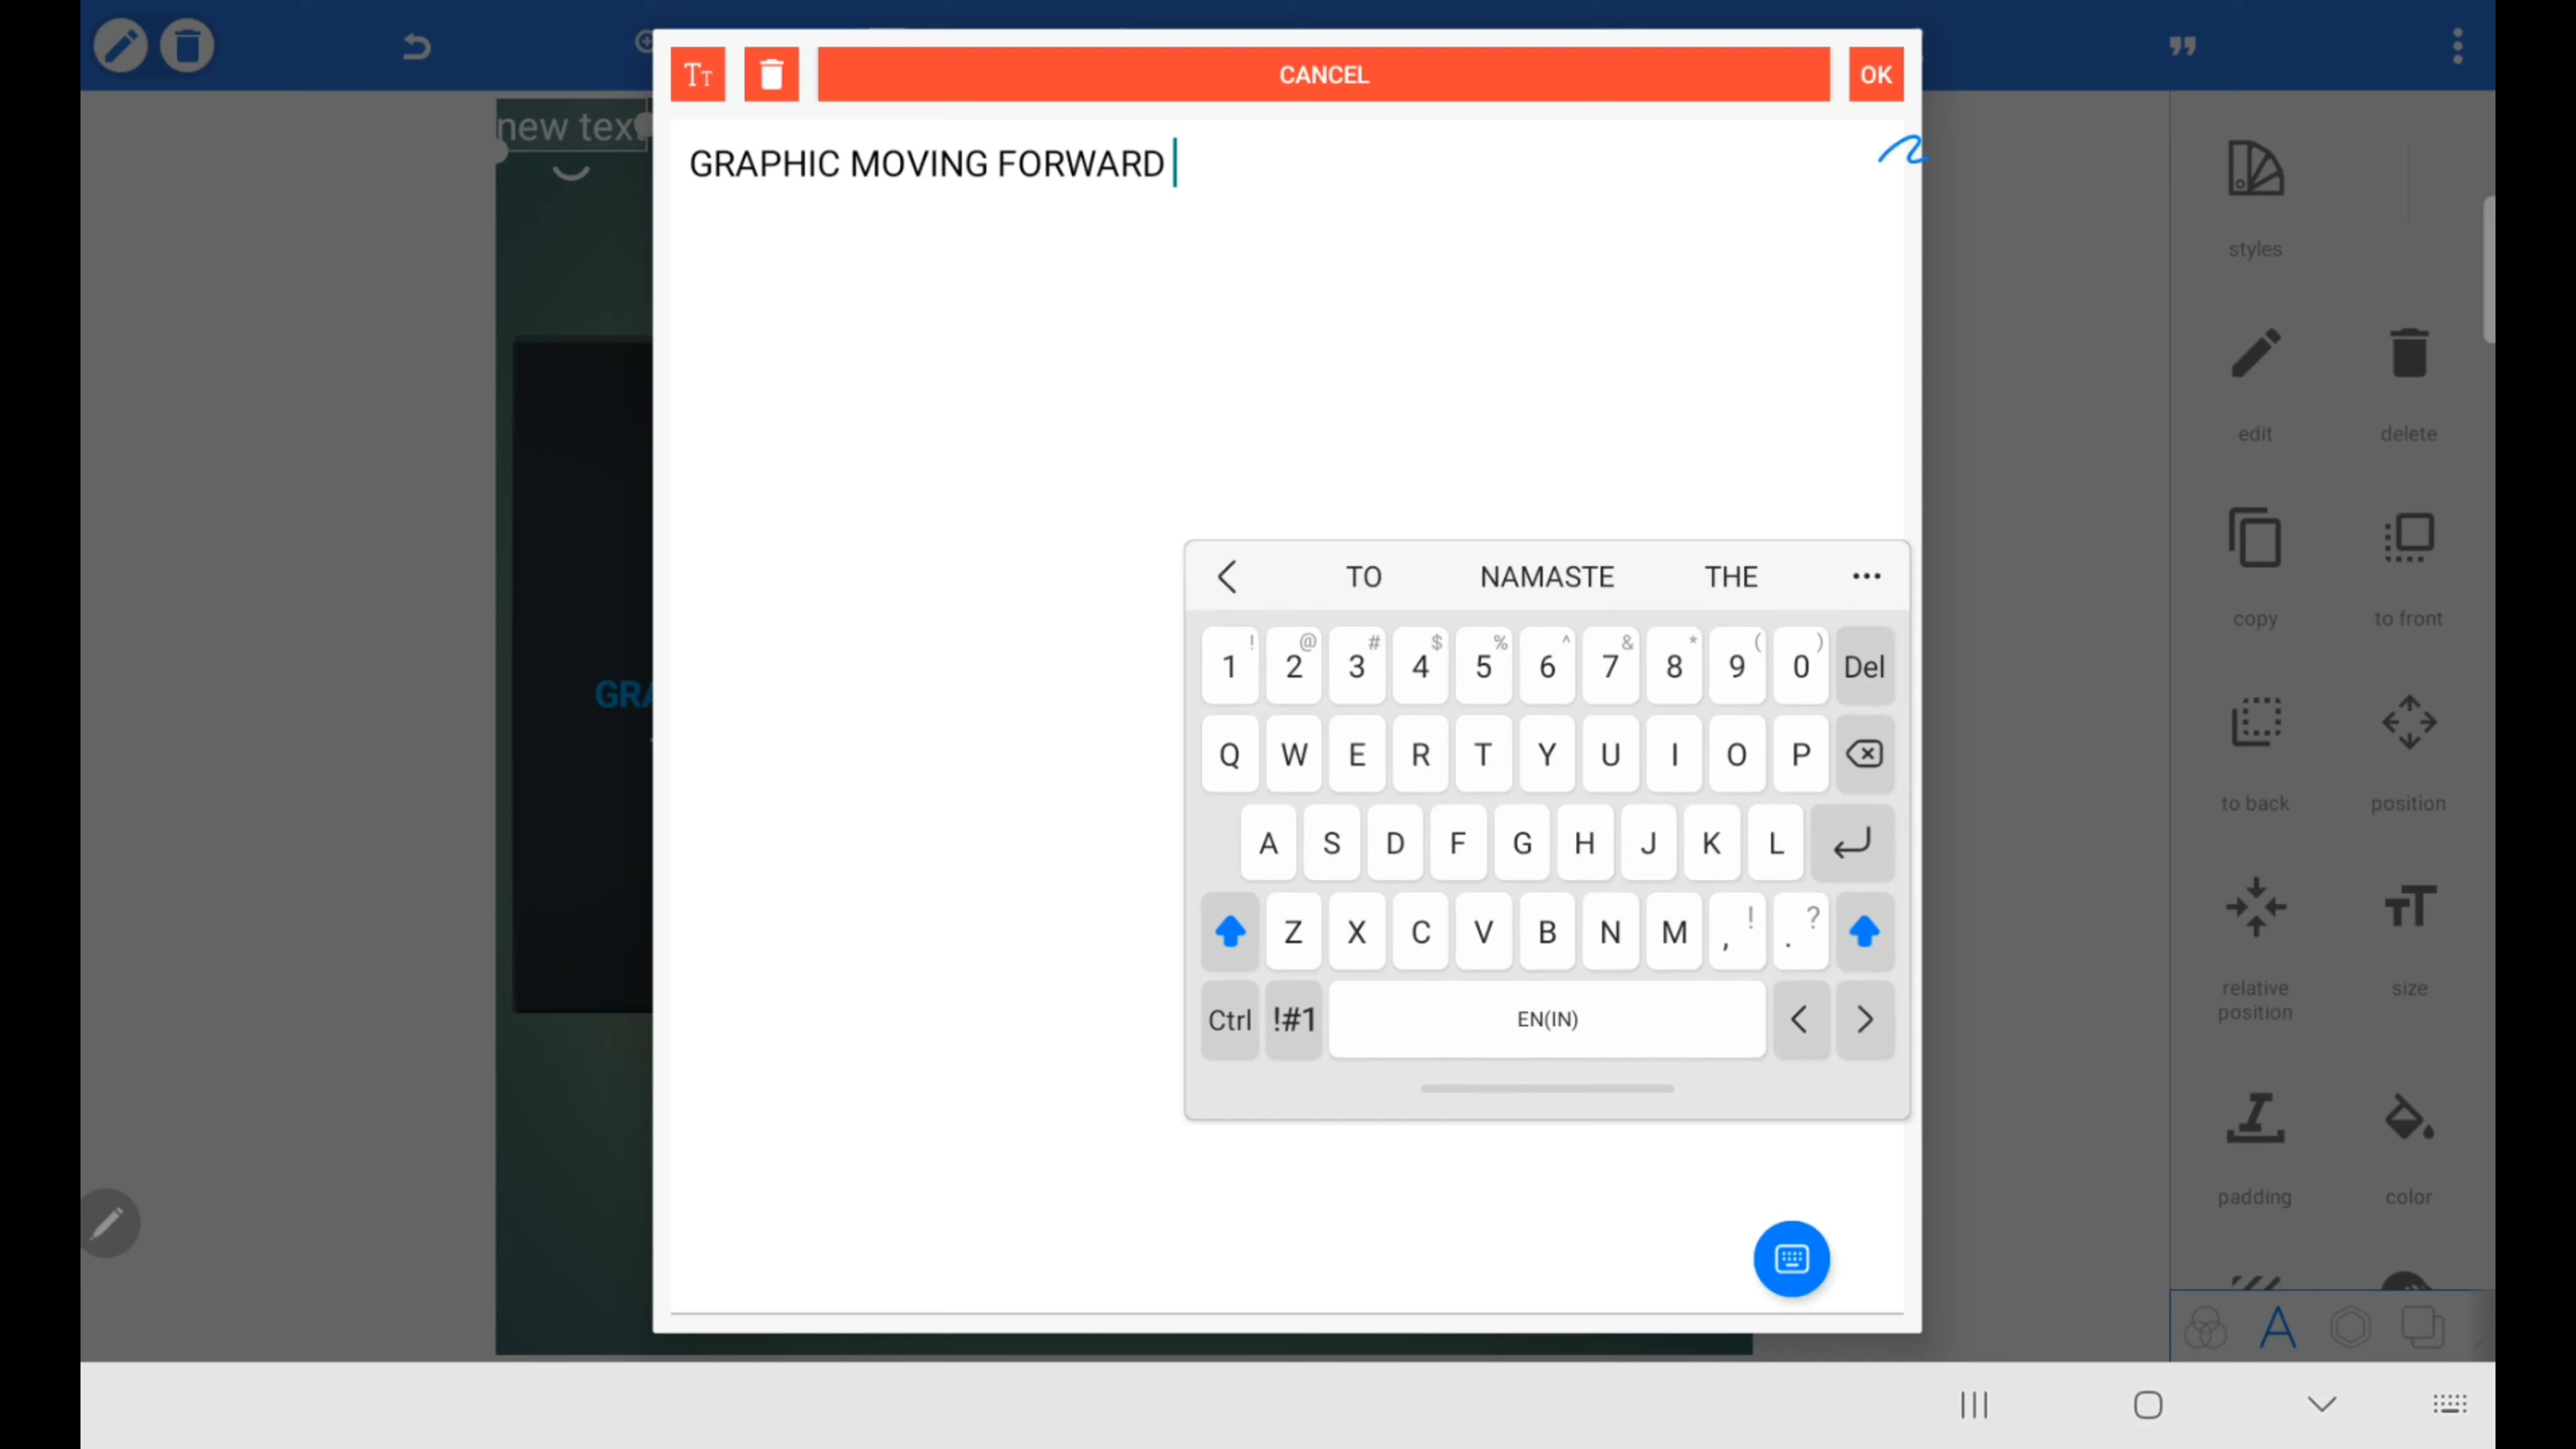 CANCEL
OK
new text
GRAPHIC MOVING FORWARD
styles
edit
delete
copy
to front
to back
position
relative
position
size
padding
color
GRA
TO NAMASTE THE
! @ # $ % ^ & * ( )
1 2 3 4 5 6 7 8 9 0 Del
Q W E R T Y U I O P
A S D F G H J K L
! ?
Z X C V B N M , .
Ctrl !#1 EN(IN) < >